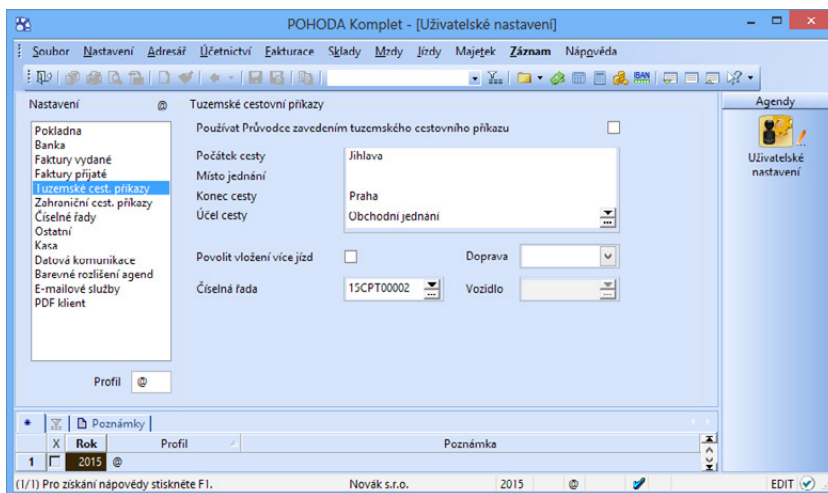 POHODA Komplet - [Uživatelské nastavení]
Soubor Nastavení Adresář Účetnictví Fakturace Sklady Mzdy Jízdy Majetek Záznam Nápověda
IBAN
Nastavení @
Pokladna
Banka
Faktury vydané
Faktury přijaté
Tuzemské cest. příkazy
Zahraniční cest. příkazy
Číselné řady
Ostatní
Kasa
Datová komunikace
Barevné rozlišení agend
E-mailové služby
PDF klient
Profil @
Tuzemské cestovní příkazy
Používat Průvodce zavedením tuzemského cestovního příkazu
Počátek cesty Jihlava
Místo jednání
Konec cesty Praha
Účel cesty Obchodní jednání
Povolit vložení více jízd Doprava
Číselná řada 15CPT00002 Vozidlo
Agendy
Uživatelské
nastavení
* Poznámky
X Rok Profil Poznámka
1 2015 @
(1/1) Pro získání nápovědy stiskněte F1. Novák s.r.o. 2015 @ EDIT